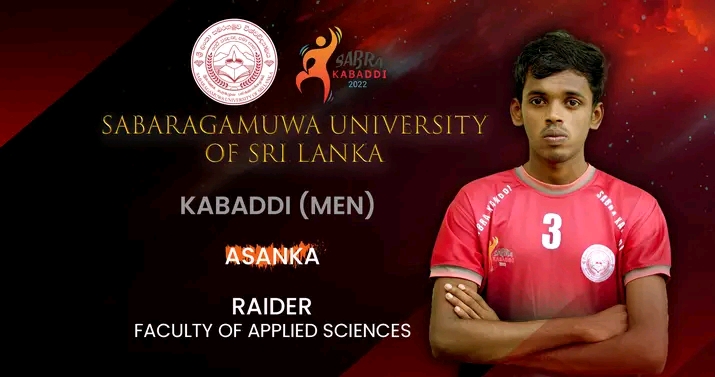 SABRA
KABADDI
2022
SABARAGAMUWA UNIVERSITY
OF SRI LANKA
KABADDI (MEN)
ASANKA
RAIDER
FACULTY OF APPLIED SCIENCES
3